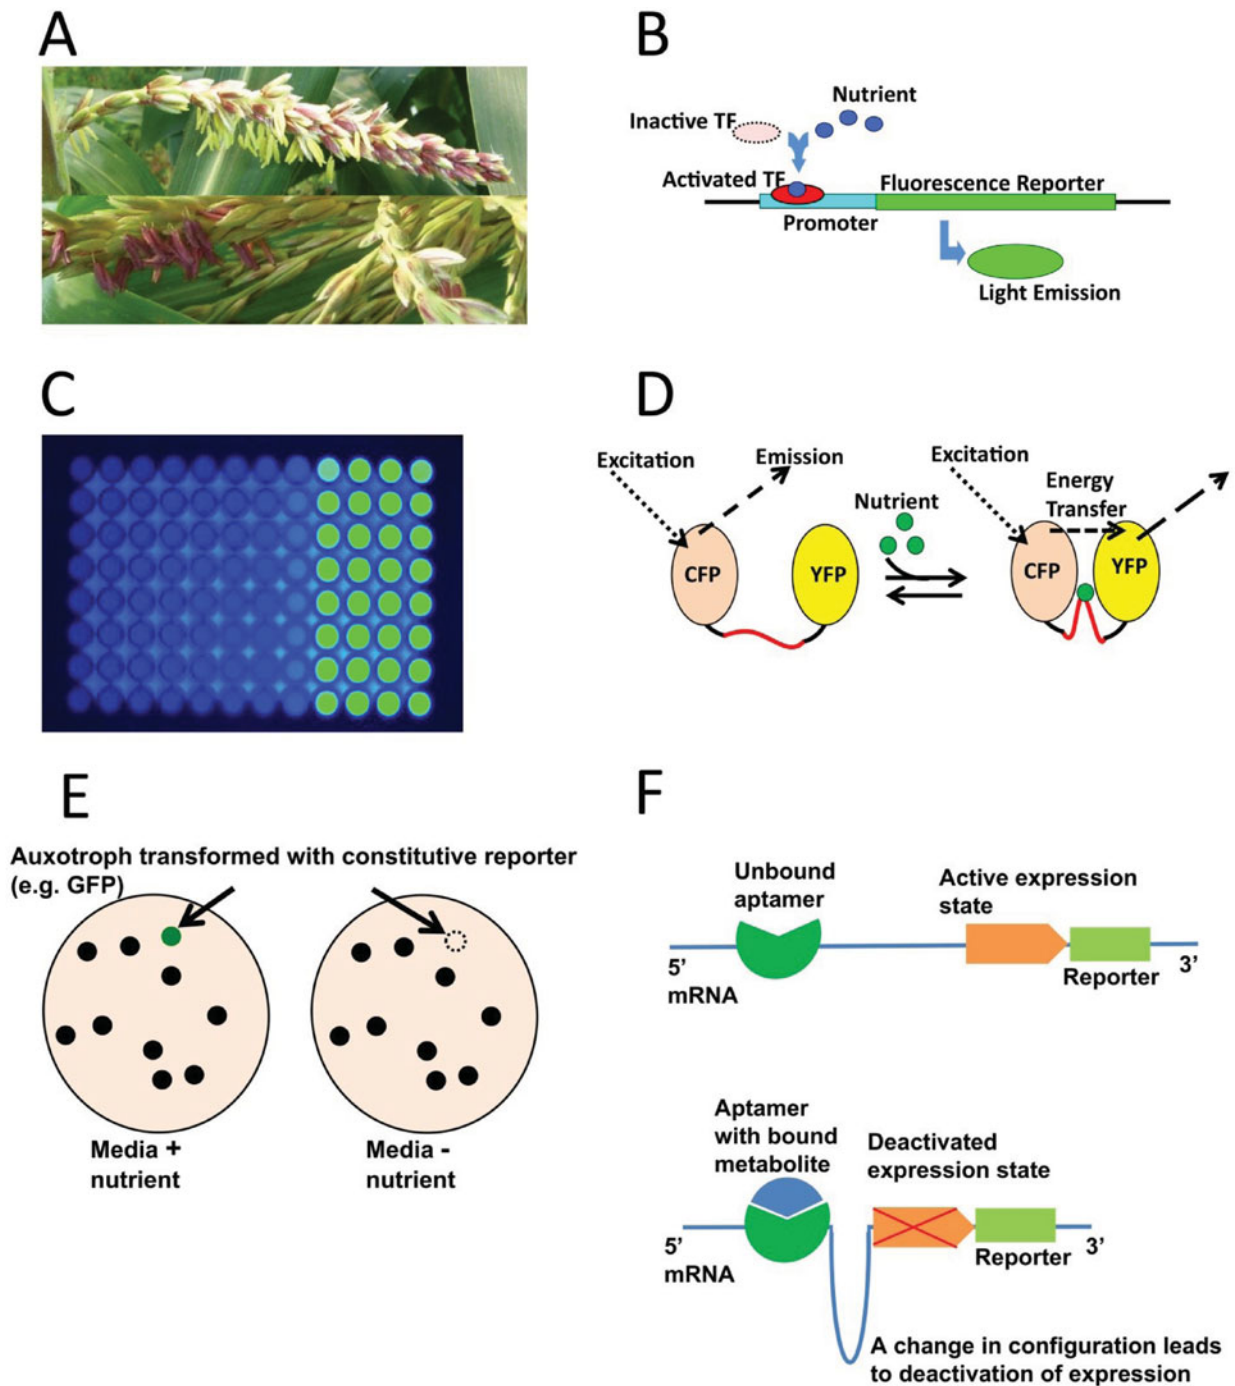 A
B
Nutrient
Inactive TF
Activated TF
Fluorescence Reporter
Promoter
Light Emission
C
D
Excitation
Emission
Nutrient
Excitation
Energy
Transfer
CFP
YFP
CFP
YFP
E
Auxotroph transformed with constitutive reporter
(e.g. GFP)
Media +
nutrient
Media -
nutrient
F
Unbound
aptamer
Active expression
state
5’
mRNA
Reporter
3’
Aptamer
with bound
metabolite
Deactivated
expression state
5’
mRNA
Reporter
3’
A change in configuration leads
to deactivation of expression